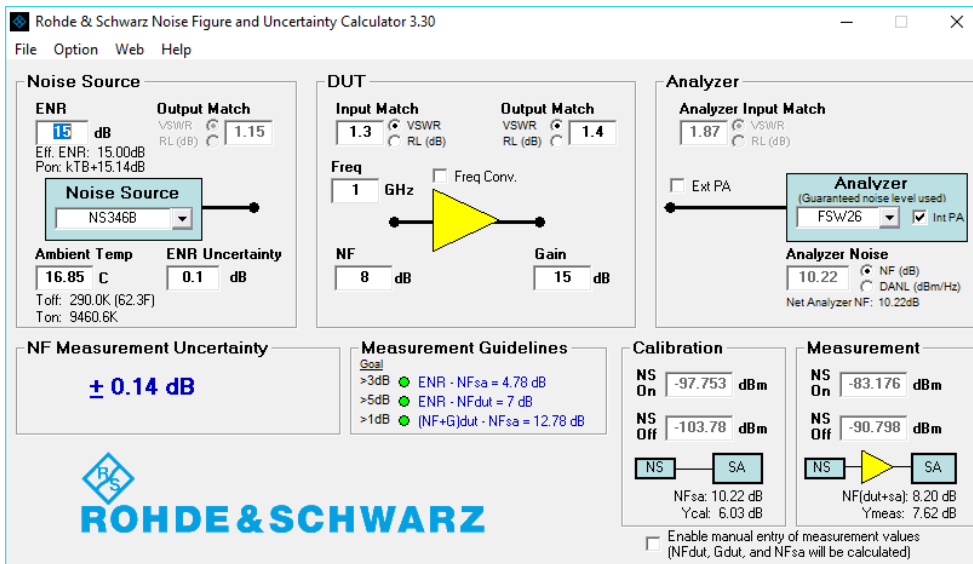 Rohde & Schwarz Noise Figure and Uncertainty Calculator 3.30
File Option Web Help
Noise Source
ENR
15 dB
Eff. ENR: 15.00dB
Pon: kTB+15.14dB
Output Match
VSWR
RL (dB)
1.15
Noise Source
NS346B
Ambient Temp
16.85 C
Toff: 290.0K (62.3F)
Ton: 9460.6K
ENR Uncertainty
0.1 dB
DUT
Input Match
1.3
VSWR
RL (dB)
Output Match
VSWR
RL (dB)
1.4
Freq
1 GHz
Freq Conv.
NF
8 dB
Gain
15 dB
Analyzer
Analyzer Input Match
1.87
VSWR
RL (dB)
Ext PA
Analyzer
(Guaranteed noise level used)
FSW26
Int PA
Analyzer Noise
10.22
NF (dB)
DANL (dBm/Hz)
Net Analyzer NF: 10.22dB
NF Measurement Uncertainty
± 0.14 dB
Measurement Guidelines
Goal
>3dB ENR - NFsa = 4.78 dB
>5dB ENR - NFdut = 7 dB
>1dB (NF+G)dut - NFsa = 12.78 dB
Calibration
NS On -97.753 dBm
NS Off -103.78 dBm
NS SA
NFsa: 10.22 dB
Ycal: 6.03 dB
Measurement
NS On -83.176 dBm
NS Off -90.798 dBm
NS SA
NF(dut+sa): 8.20 dB
Ymeas: 7.62 dB
R S
ROHDE & SCHWARZ
Enable manual entry of measurement values
(NFdut, Gdut, and NFsa will be calculated)